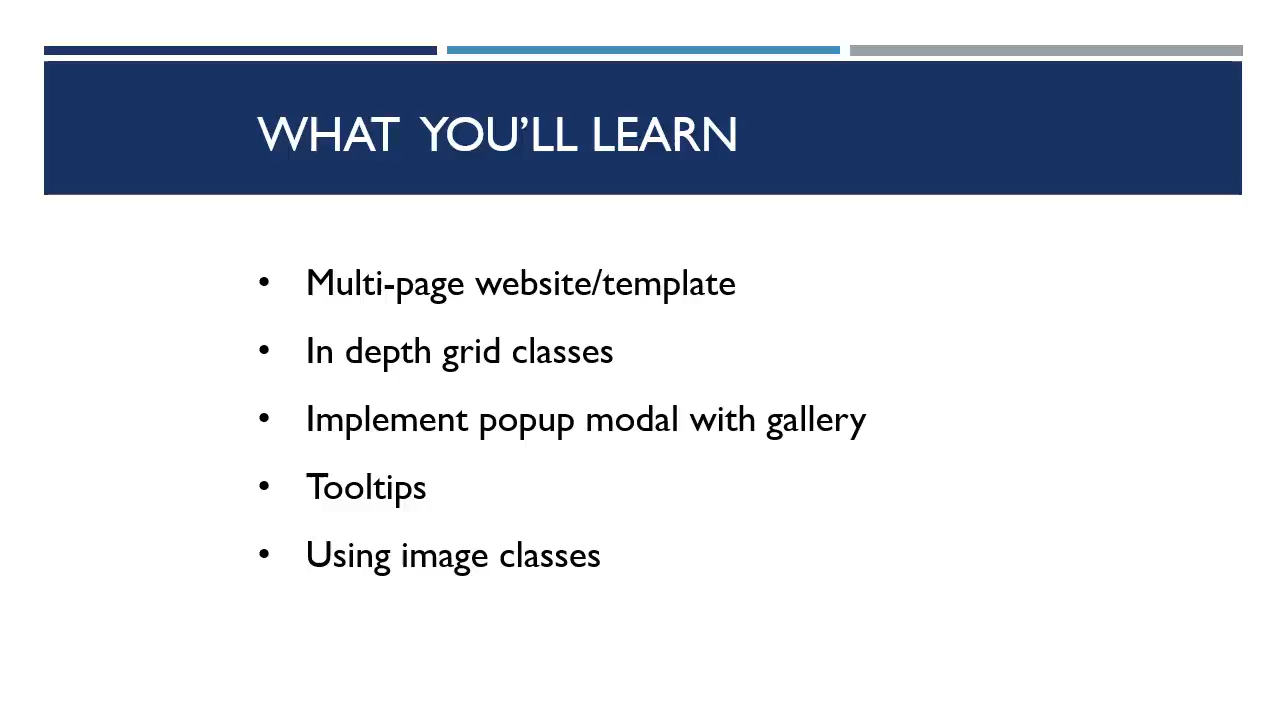 WHAT YOU’LL LEARN
• Multi-page website/template
• In depth grid classes
• Implement popup modal with gallery
• Tooltips
• Using image classes